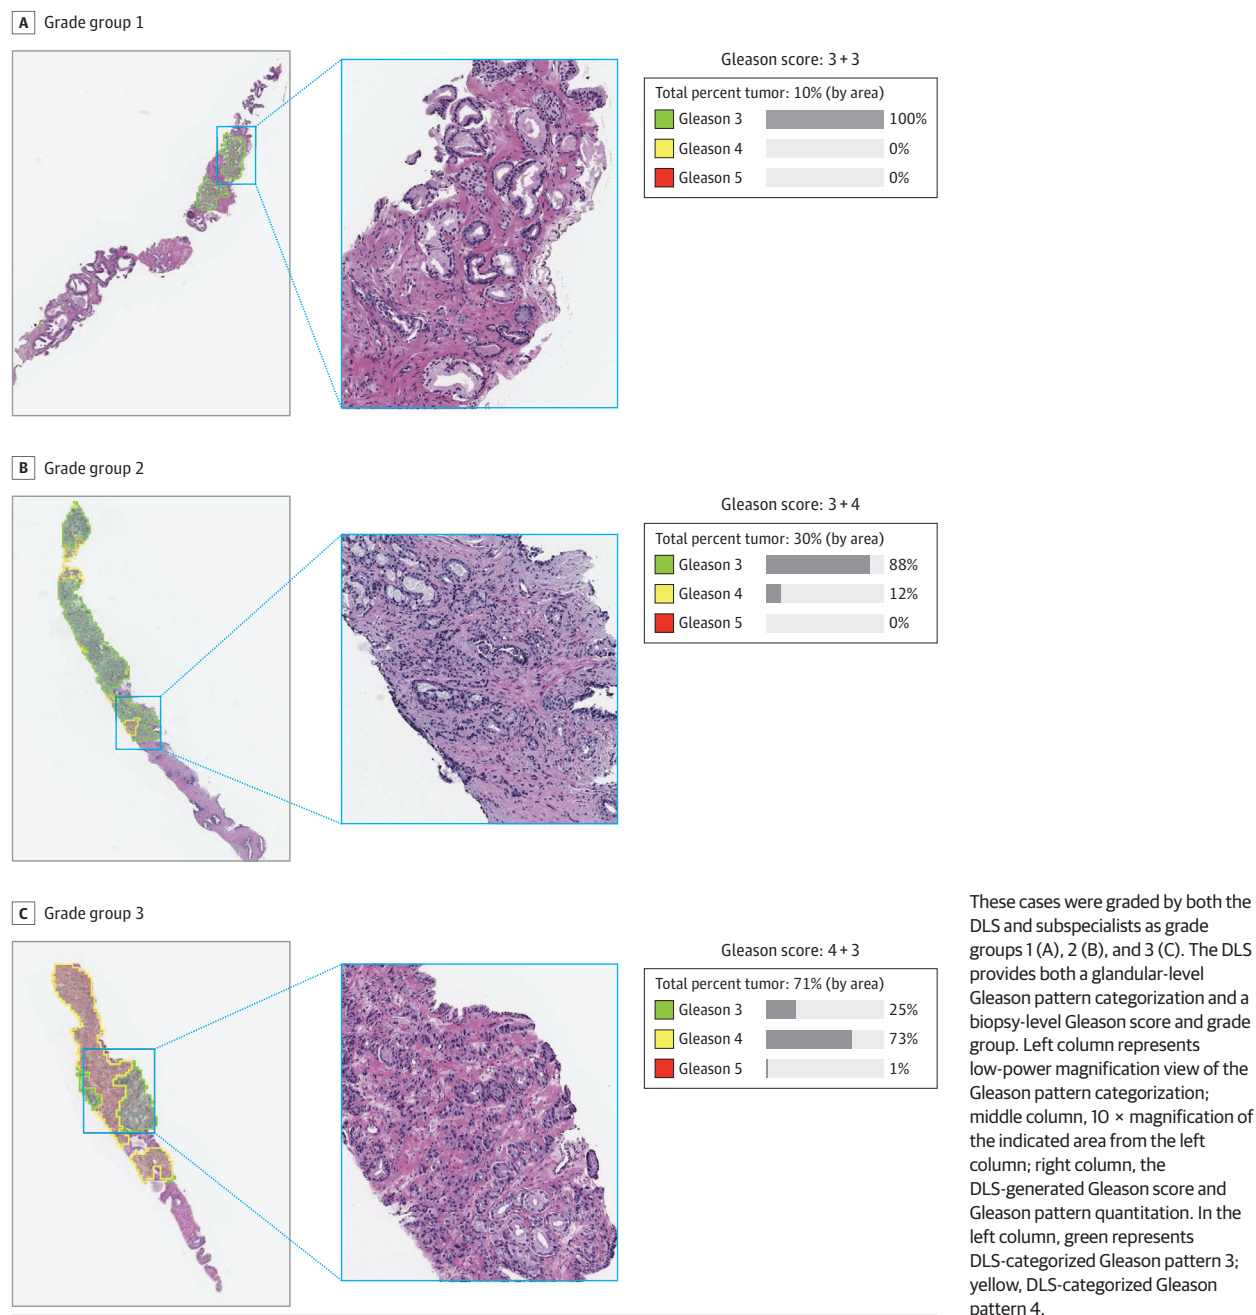 A Grade group 1
Gleason score: 3 + 3
Total percent tumor: 10% (by area)
Gleason 3 100%
Gleason 4 0%
Gleason 5 0%
B Grade group 2
Gleason score: 3 + 4
Total percent tumor: 30% (by area)
Gleason 3 88%
Gleason 4 12%
Gleason 5 0%
C Grade group 3
Gleason score: 4 + 3
Total percent tumor: 71% (by area)
Gleason 3 25%
Gleason 4 73%
Gleason 5 1%
These cases were graded by both the
DLS and subspecialists as grade
groups 1 (A), 2 (B), and 3 (C). The DLS
provides both a glandular-level
Gleason pattern categorization and a
biopsy-level Gleason score and grade
group. Left column represents
low-power magnification view of the
Gleason pattern categorization;
middle column, 10 × magnification of
the indicated area from the left
column; right column, the
DLS-generated Gleason score and
Gleason pattern quantitation. In the
left column, green represents
DLS-categorized Gleason pattern 3;
yellow, DLS-categorized Gleason
pattern 4.